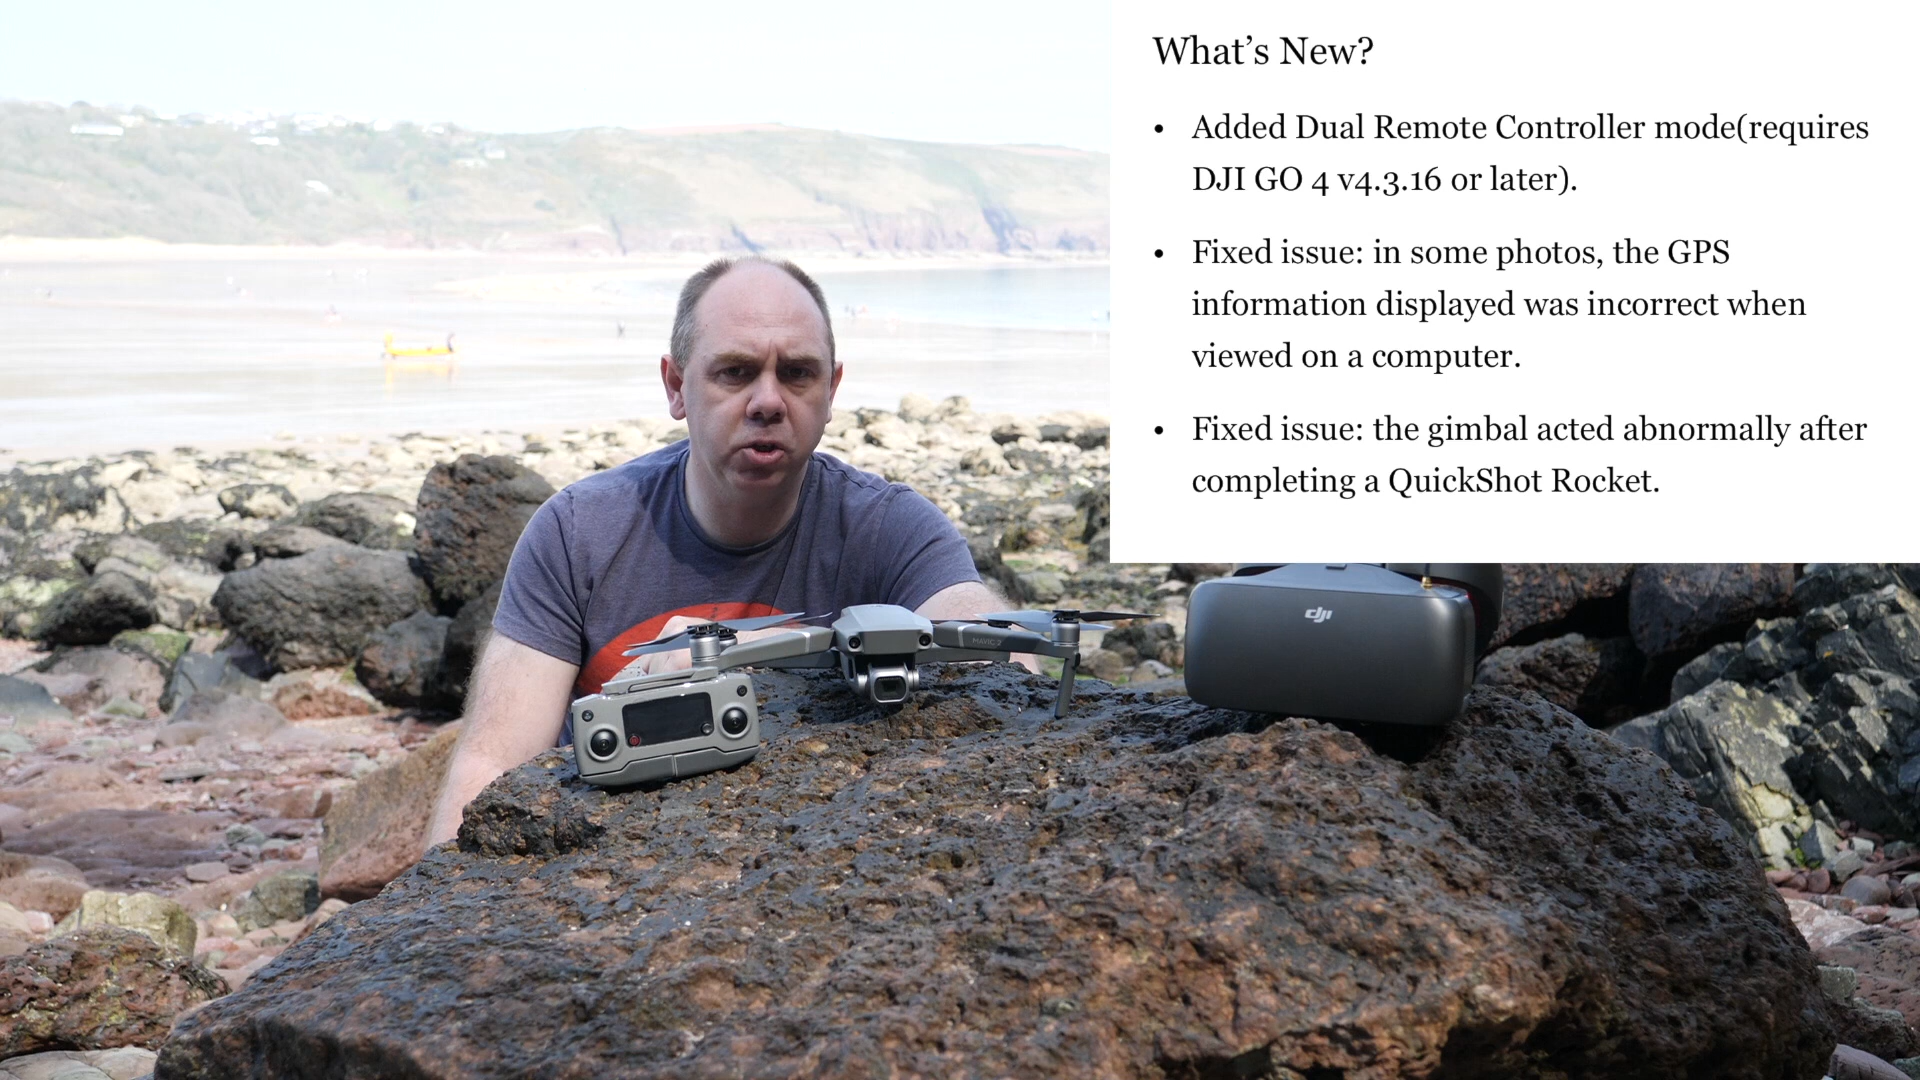 What’s New?
• Added Dual Remote Controller mode(requires
DJI GO 4 v4.3.16 or later).
• Fixed issue: in some photos, the GPS
information displayed was incorrect when
viewed on a computer.
• Fixed issue: the gimbal acted abnormally after
completing a QuickShot Rocket.
dji
MAVIC 2